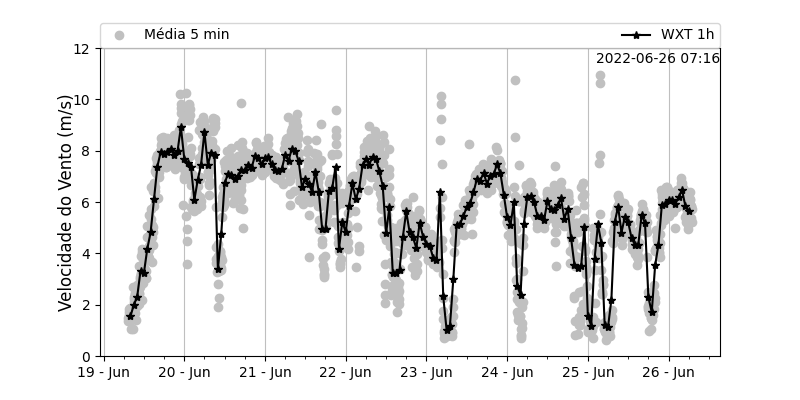 Média 5 min
WXT 1h
2022-06-26 07:16
Velocidade do Vento (m/s)
12
10
8
6
4
2
0
19 - Jun
20 - Jun
21 - Jun
22 - Jun
23 - Jun
24 - Jun
25 - Jun
26 - Jun